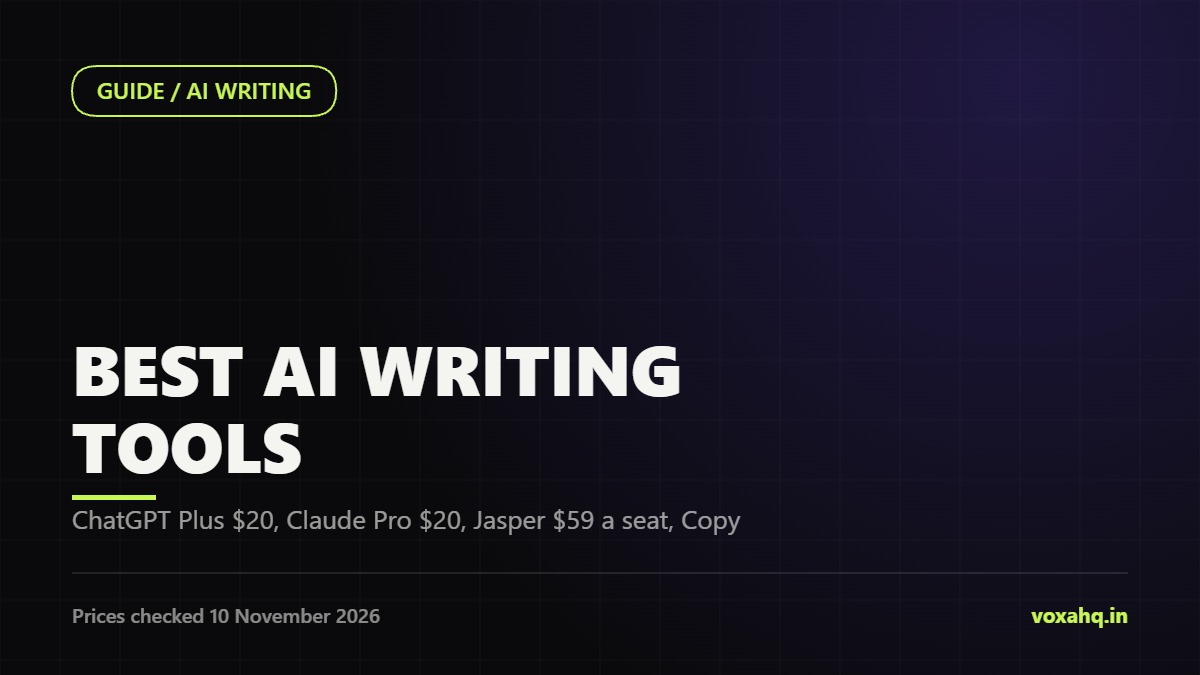 GUIDE / AI WRITING
BEST AI WRITING
TOOLS
ChatGPT Plus $20, Claude Pro $20, Jasper $59 a seat, Copy
Prices checked 10 November 2026
voxahq.in